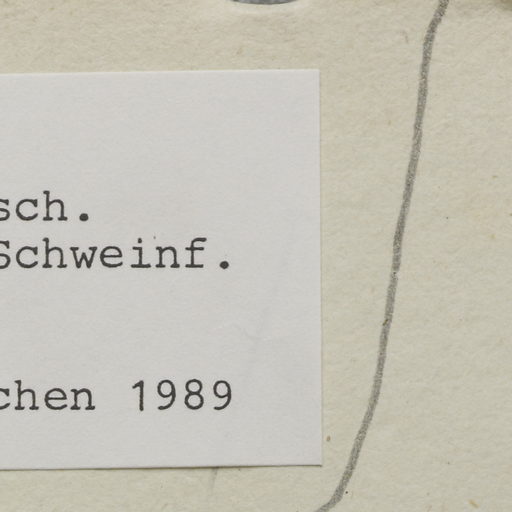 sch.
Schweinf.
chen 1989